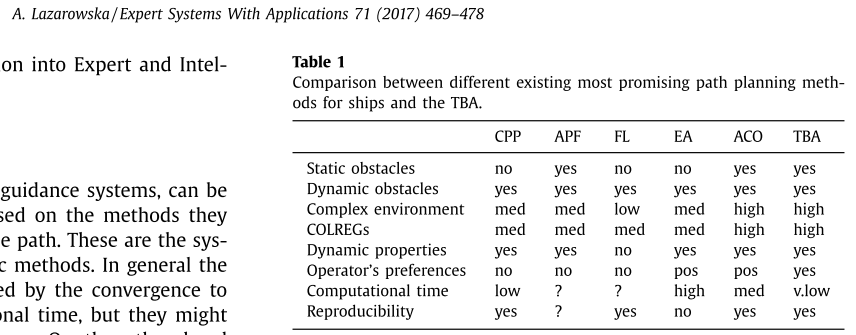 A. Lazarowska / Expert Systems With Applications 71 (2017) 469–478
ion into Expert and Intel-
guidance systems, can be
sed on the methods they
e path. These are the sys-
c methods. In general the
ed by the convergence to
onal time, but they might
Table 1
Comparison between different existing most promising path planning meth-
ods for ships and the TBA.
CPP APF FL EA ACO TBA
Static obstacles no yes no no yes yes
Dynamic obstacles yes yes yes yes yes yes
Complex environment med med low med high high
COLREGs med med med med high high
Dynamic properties yes yes no yes yes yes
Operator's preferences no no no pos pos yes
Computational time low ? ? high med v.low
Reproducibility yes ? yes no yes yes